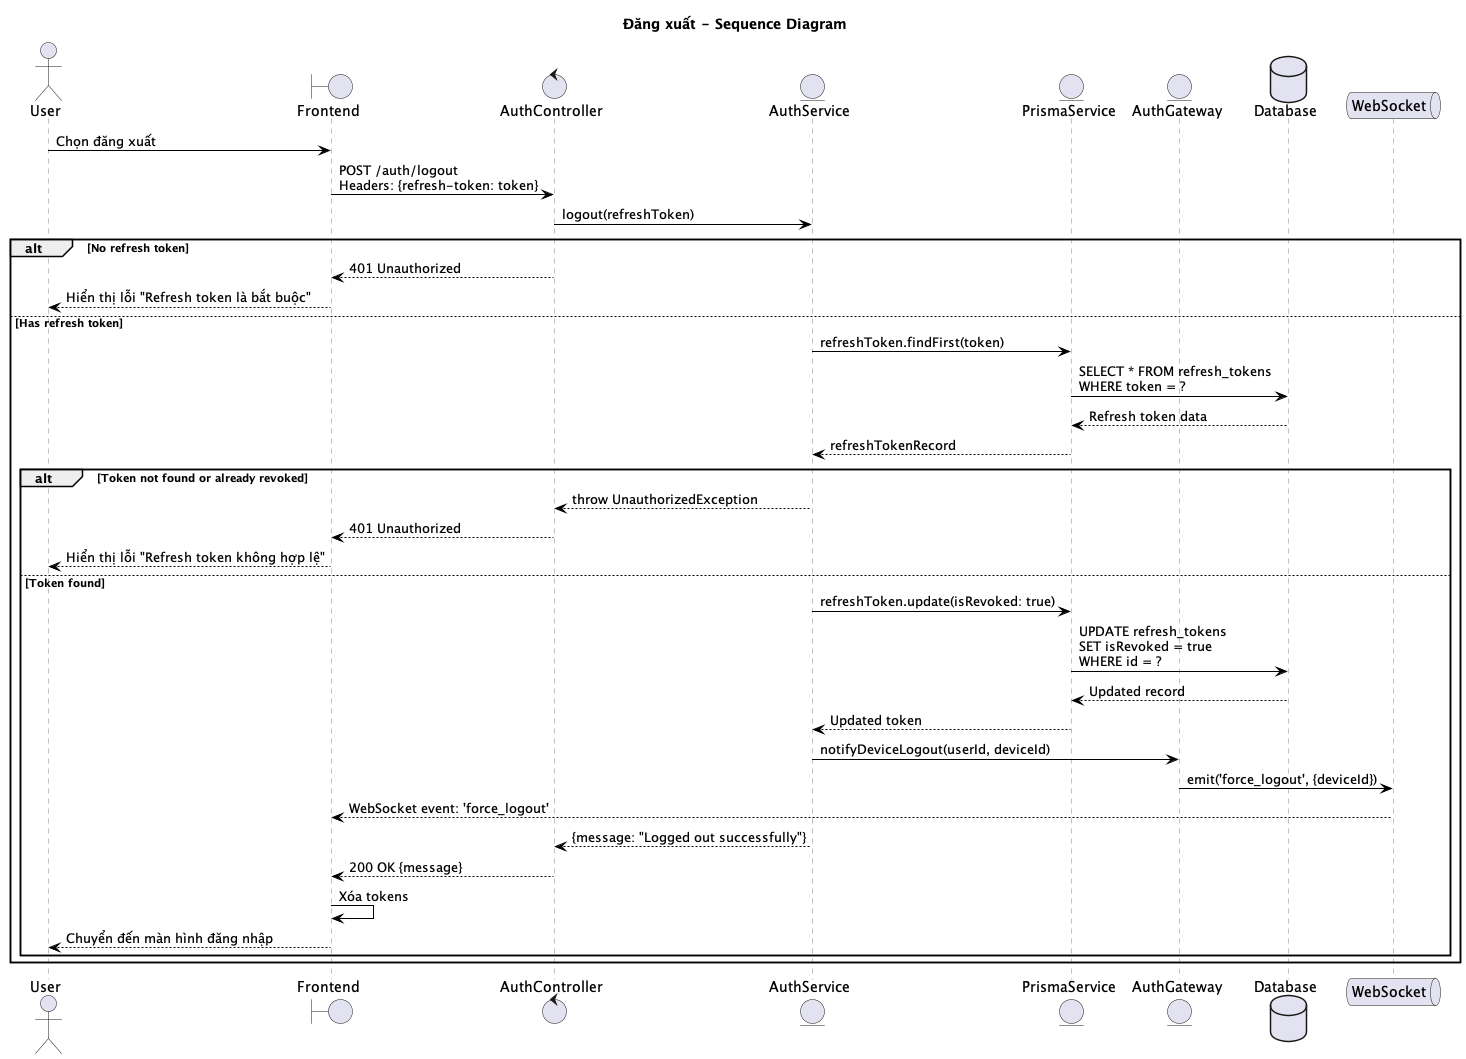 Đăng xuất - Sequence Diagram
User
Frontend
AuthController
AuthService
PrismaService
AuthGateway
Database
WebSocket
Chọn đăng xuất
POST /auth/logout
Headers: {refresh-token: token}
logout(refreshToken)
alt
[No refresh token]
401 Unauthorized
Hiển thị lỗi "Refresh token là bắt buộc"
[Has refresh token]
refreshToken.findFirst(token)
SELECT * FROM refresh_tokens
WHERE token = ?
Refresh token data
refreshTokenRecord
alt
[Token not found or already revoked]
throw UnauthorizedException
401 Unauthorized
Hiển thị lỗi "Refresh token không hợp lệ"
[Token found]
refreshToken.update(isRevoked: true)
UPDATE refresh_tokens
SET isRevoked = true
WHERE id = ?
Updated record
Updated token
notifyDeviceLogout(userId, deviceId)
emit('force_logout', {deviceId})
WebSocket event: 'force_logout'
{message: "Logged out successfully"}
200 OK {message}
Xóa tokens
Chuyển đến màn hình đăng nhập
User
Frontend
AuthController
AuthService
PrismaService
AuthGateway
Database
WebSocket